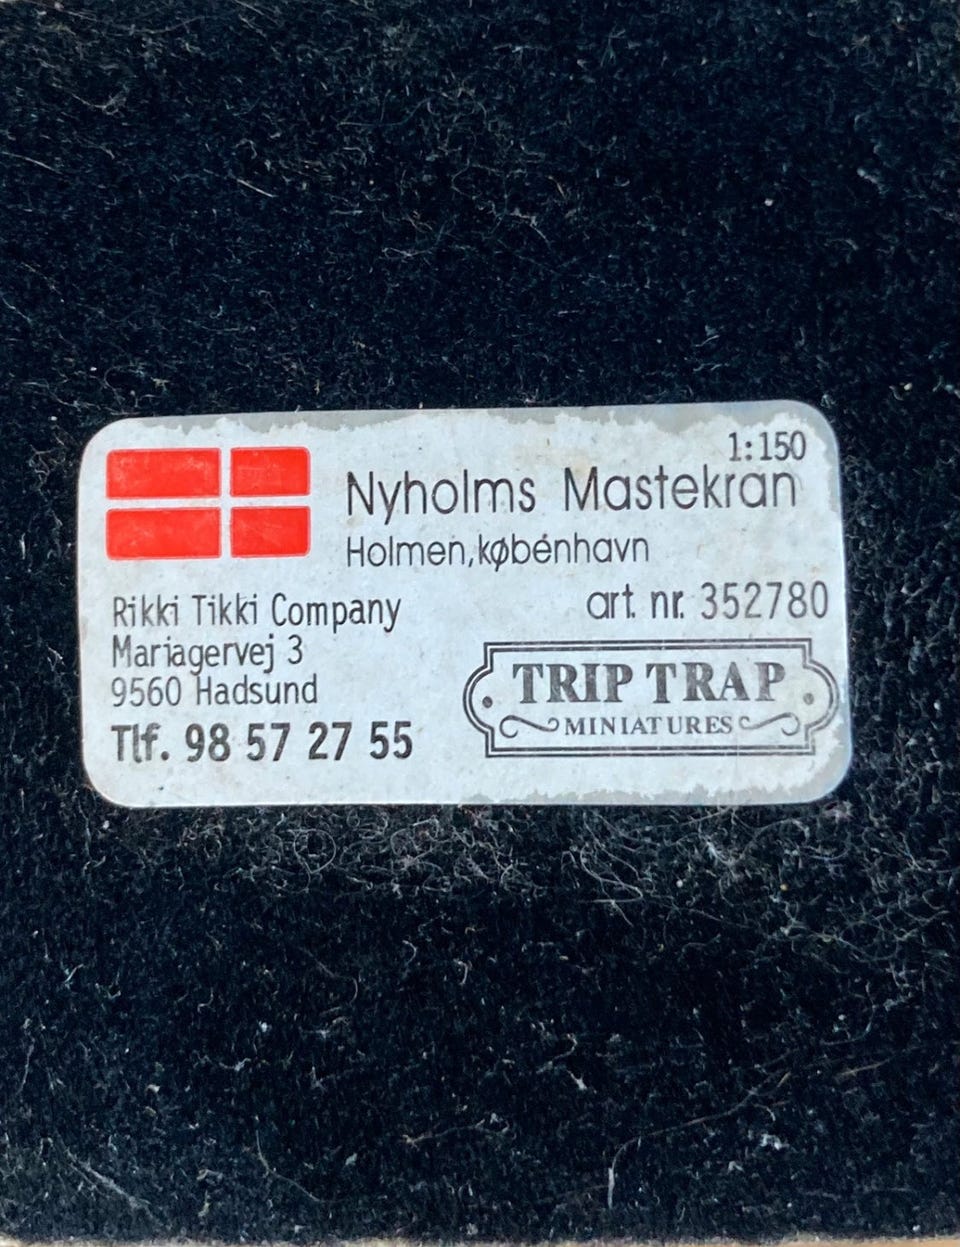 1:150
Nyholms Mastekran
Holmen,københavn
art. nr. 352780
Rikki Tikki Company
Mariagervej 3
9560 Hadsund
Tlf. 98 57 27 55
TRIP TRAP
MINIATURES